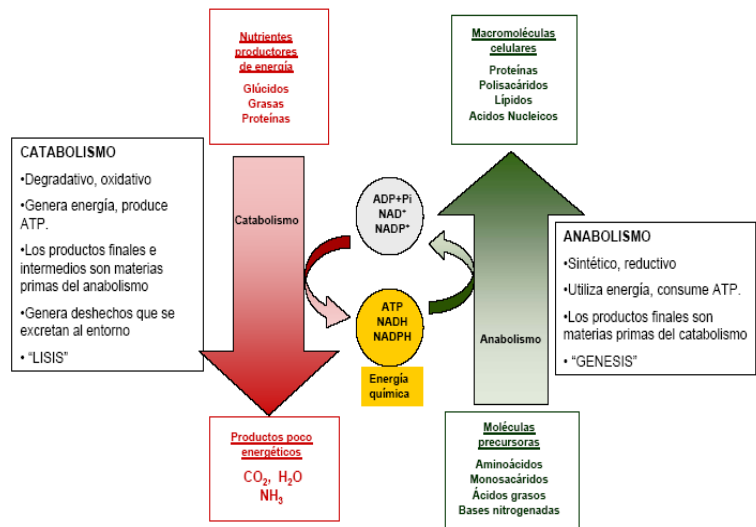 Nutrientes
productores
de energía
Glúcidos
Grasas
Proteínas
Macromoléculas
celulares
Proteínas
Polisacáridos
Lípidos
Acidos Nucleicos
CATABOLISMO
•Degradativo, oxidativo
•Genera energía, produce
ATP.
•Los productos finales e
intermedios son materias
primas del anabolismo
•Genera deshechos que se
excretan al entorno
• “LISIS”
Catabolismo
ADP+Pi
NAD⁺
NADP⁺
ATP
NADH
NADPH
Energía
química
Anabolismo
ANABOLISMO
•Sintético, reductivo
•Utiliza energía, consume ATP.
•Los productos finales son
materias primas del catabolismo
• “GENESIS”
Productos poco
energéticos
CO₂, H₂O
NH₃
Moléculas
precursoras
Aminoácidos
Monosacáridos
Ácidos grasos
Bases nitrogenadas